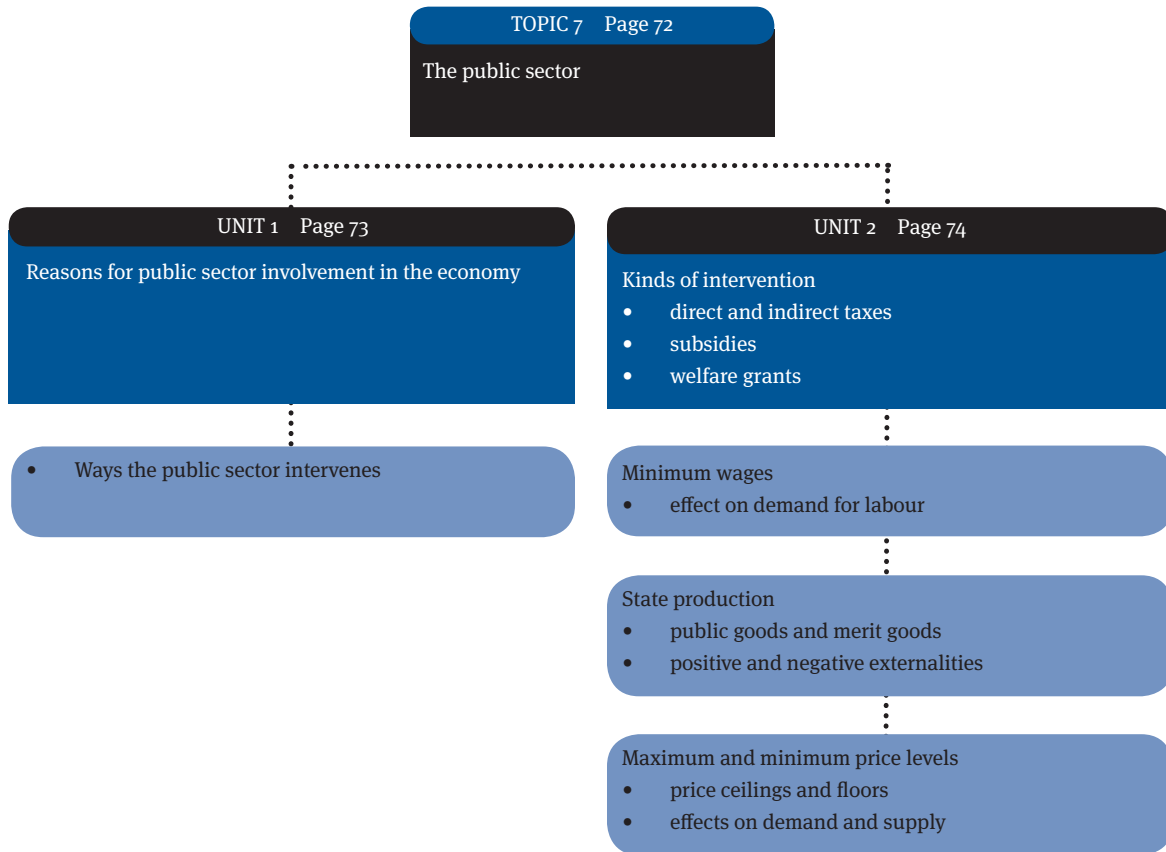 TOPIC 7 Page 72
The public sector
UNIT 1 Page 73
Reasons for public sector involvement in the economy
• Ways the public sector intervenes
UNIT 2 Page 74
Kinds of intervention
• direct and indirect taxes
• subsidies
• welfare grants
Minimum wages
• effect on demand for labour
State production
• public goods and merit goods
• positive and negative externalities
Maximum and minimum price levels
• price ceilings and floors
• effects on demand and supply